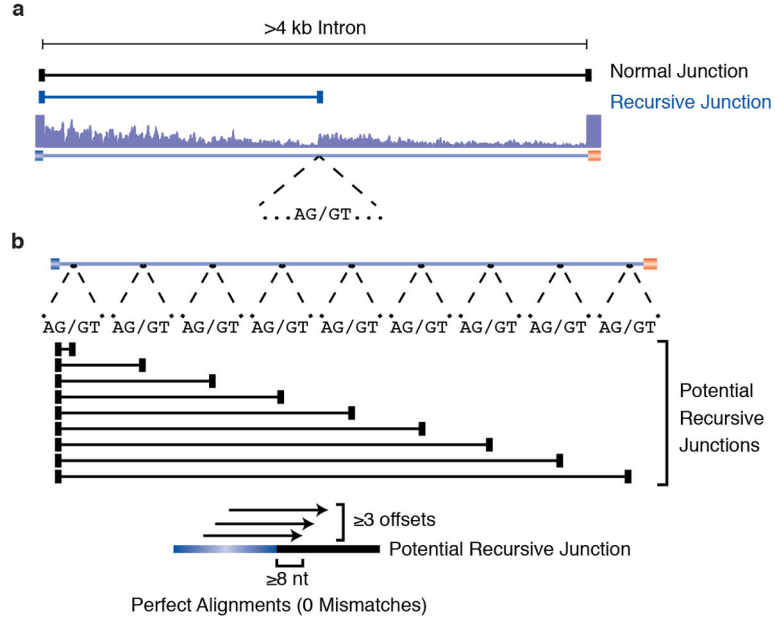 a
>4 kb Intron
Normal Junction
Recursive Junction
...AG/GT...
b
AG/GT AG/GT AG/GT AG/GT AG/GT AG/GT AG/GT AG/GT AG/GT
Potential
Recursive
Junctions
≥3 offsets
Potential Recursive Junction
≥8 nt
Perfect Alignments (0 Mismatches)